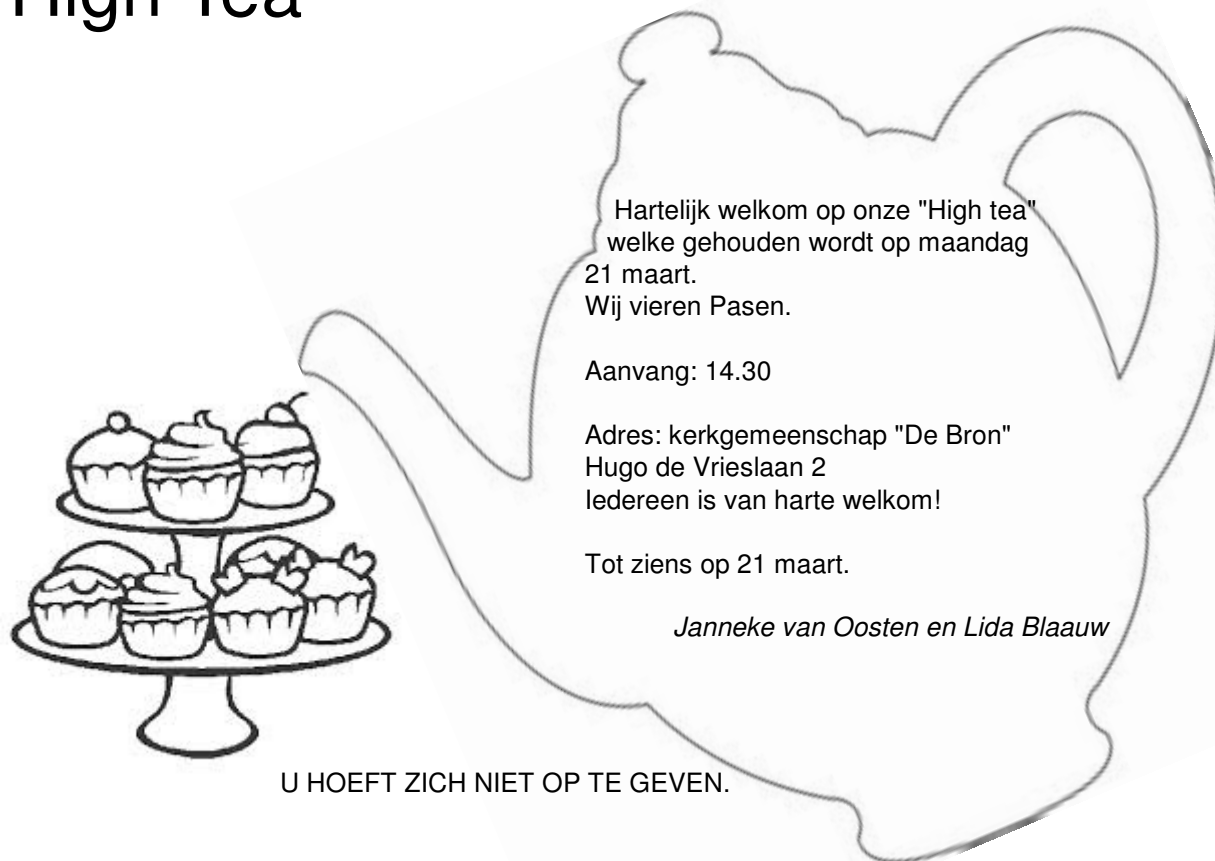 High Tea
Hartelijk welkom op onze "High tea"
welke gehouden wordt op maandag
21 maart.
Wij vieren Pasen.
Aanvang: 14.30
Adres: kerkgemeenschap "De Bron"
Hugo de Vrieslaan 2
Iedereen is van harte welkom!
Tot ziens op 21 maart.
Janneke van Oosten en Lida Blaauw
U HOEFT ZICH NIET OP TE GEVEN.